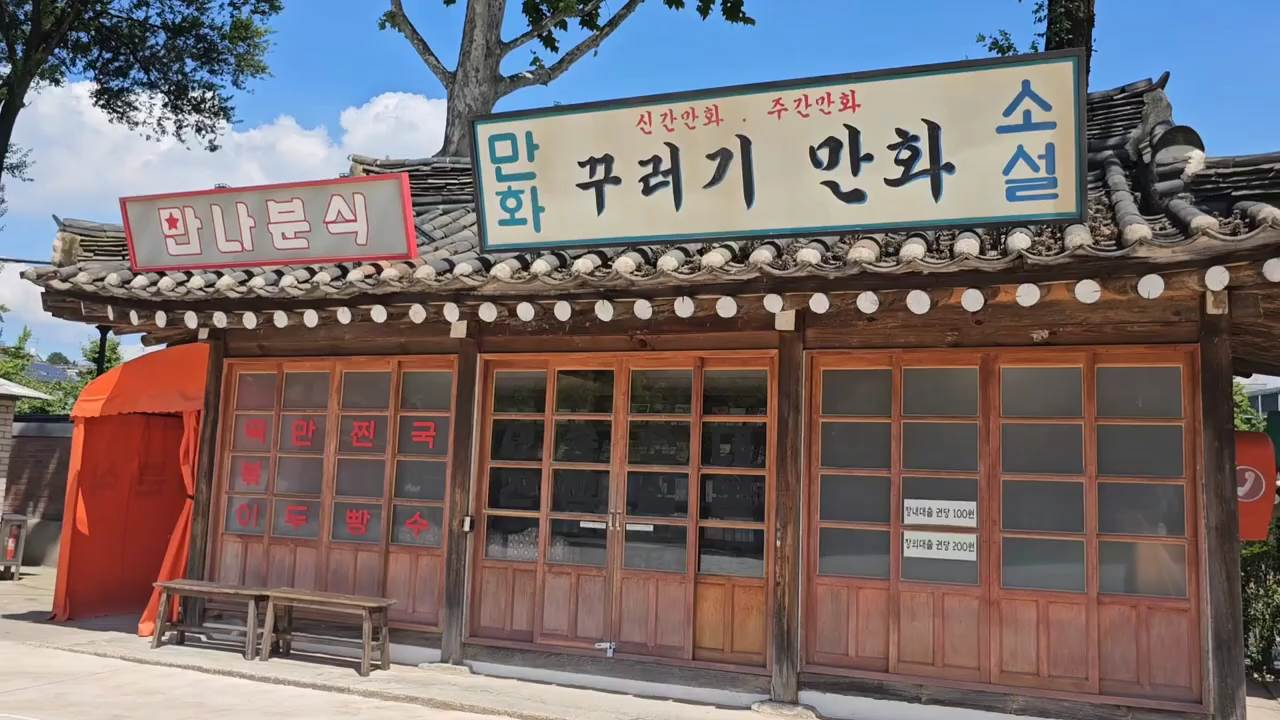 만나분식
만화
신간만화 . 주간만화
꾸러기 만화
소설
떡볶이
만두
찐빵
국수
장내대출 권당 100원
장외대출 권당 200원